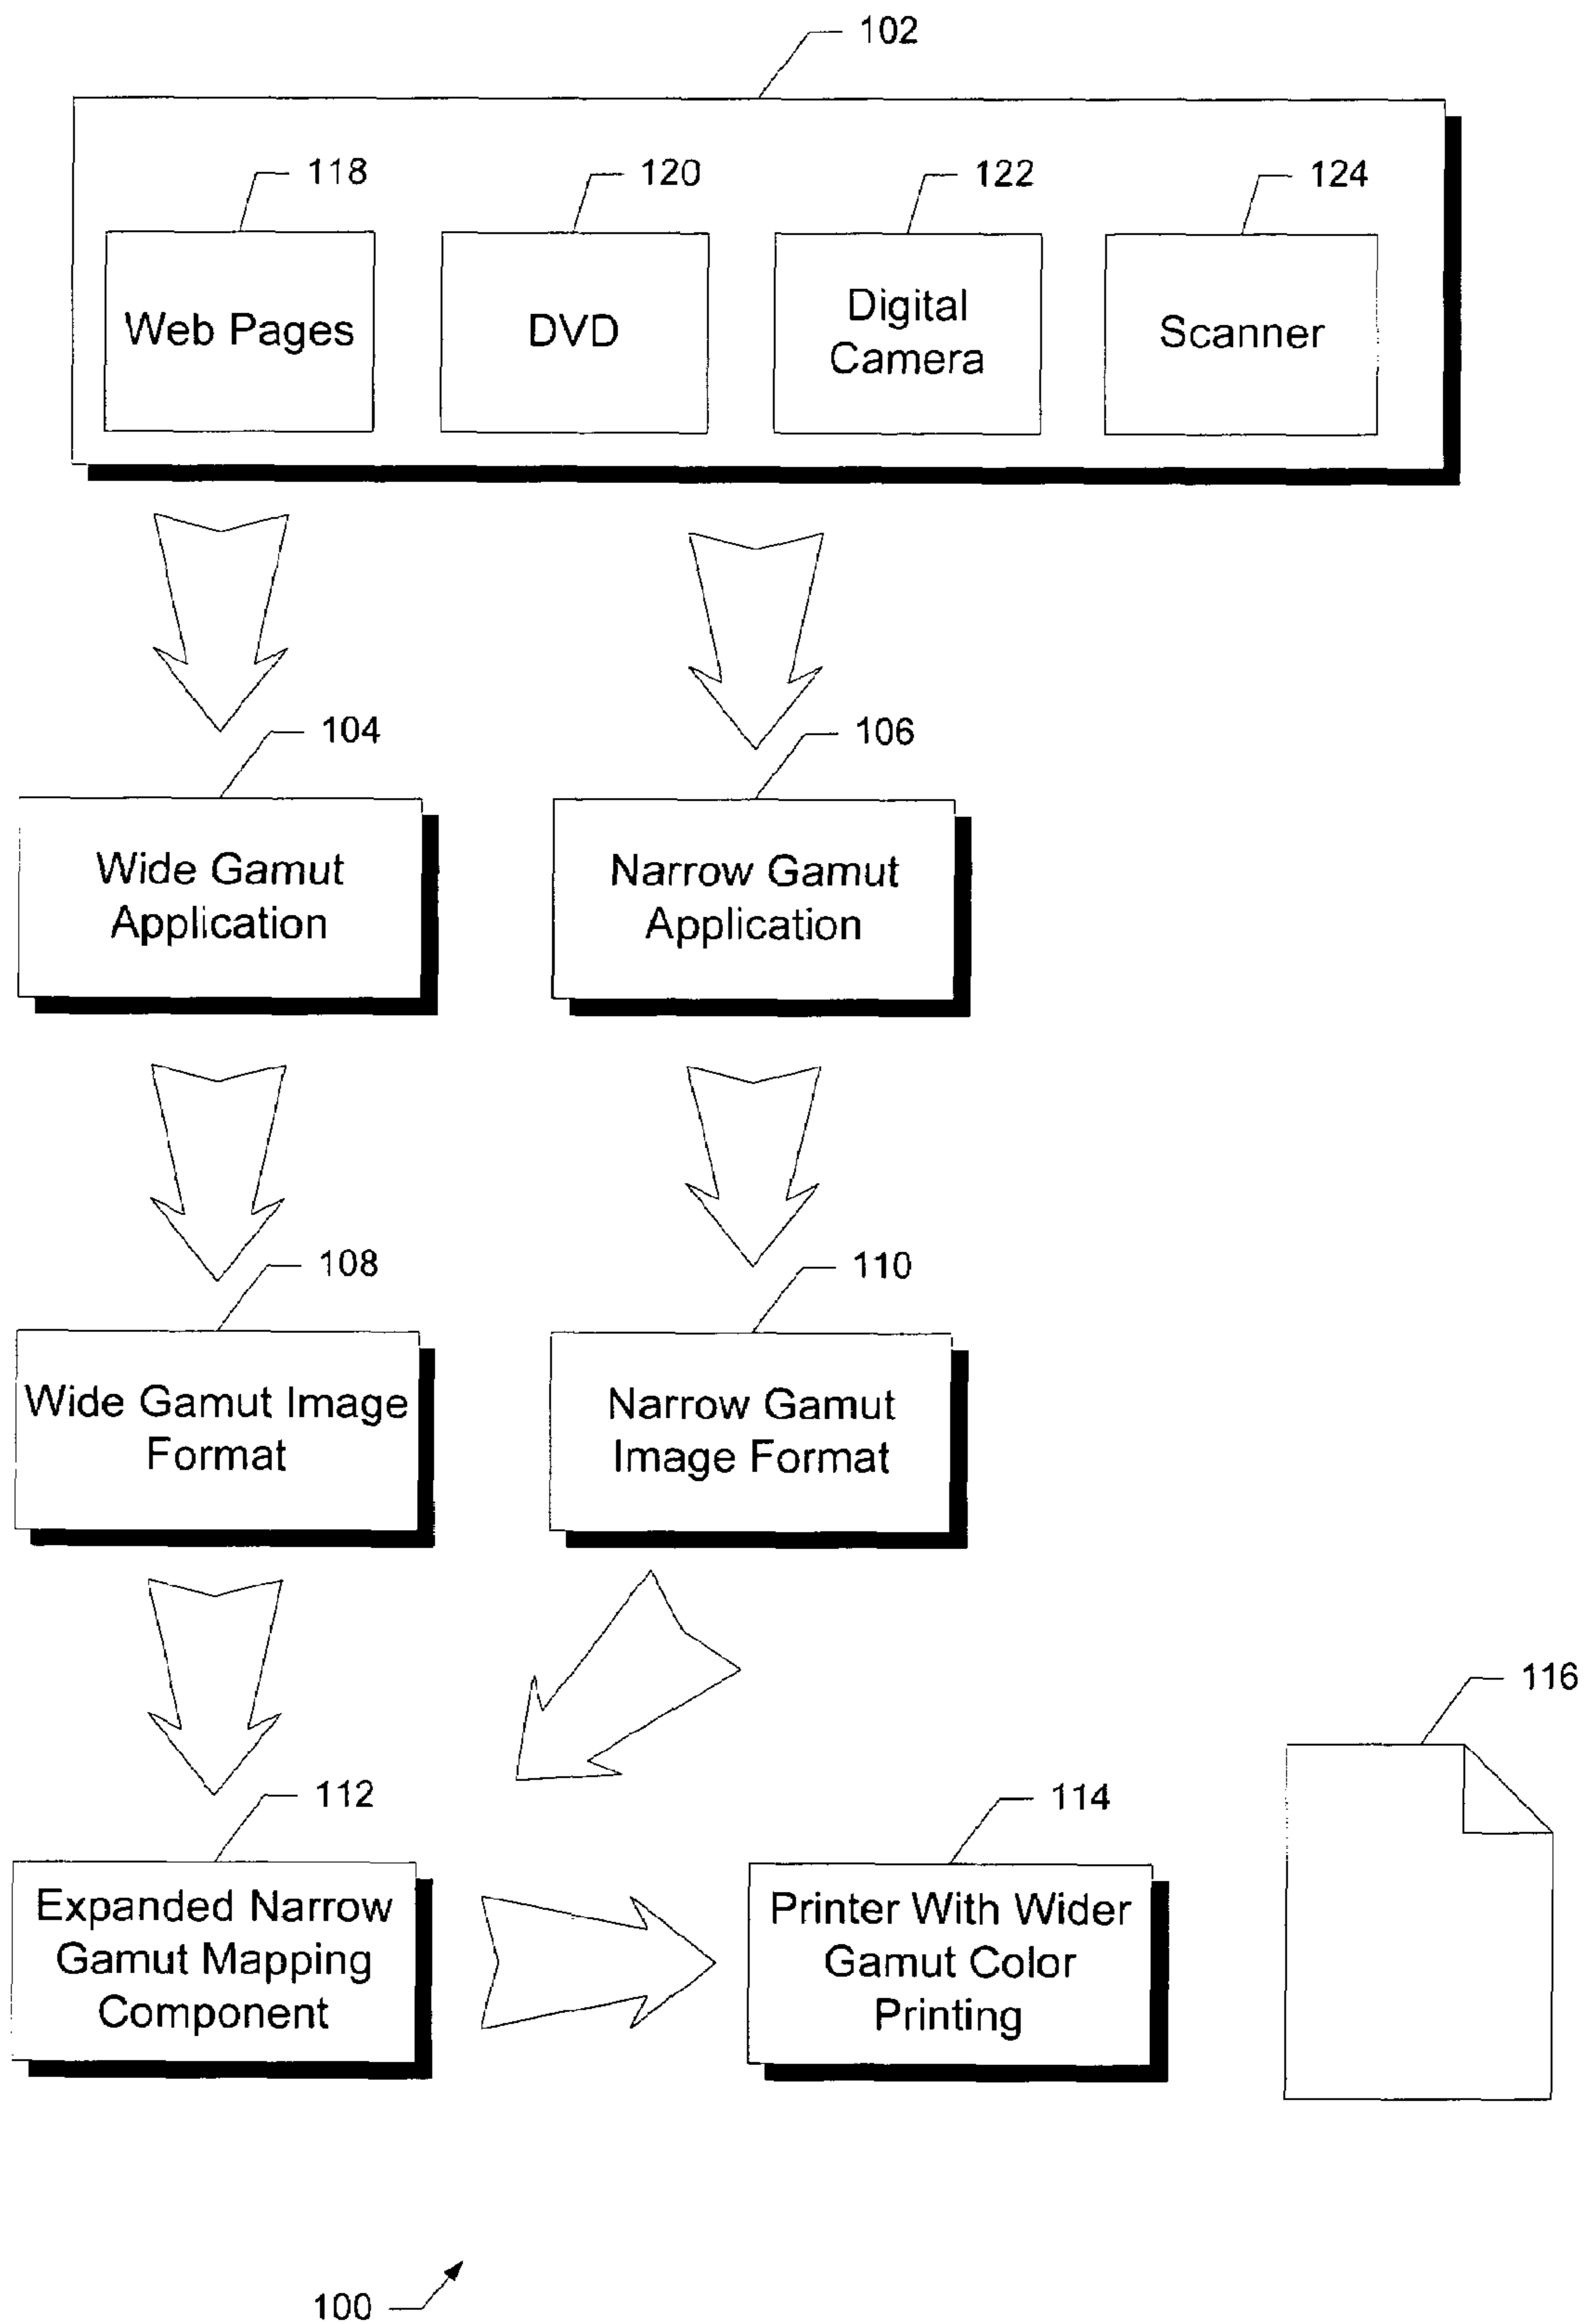 102
118
120
122
124
Web Pages
DVD
Digital
Camera
Scanner
104
106
Wide Gamut
Application
Narrow Gamut
Application
108
110
Wide Gamut Image
Format
Narrow Gamut
Image Format
116
112
114
Expanded Narrow
Gamut Mapping
Component
Printer With Wider
Gamut Color
Printing
100